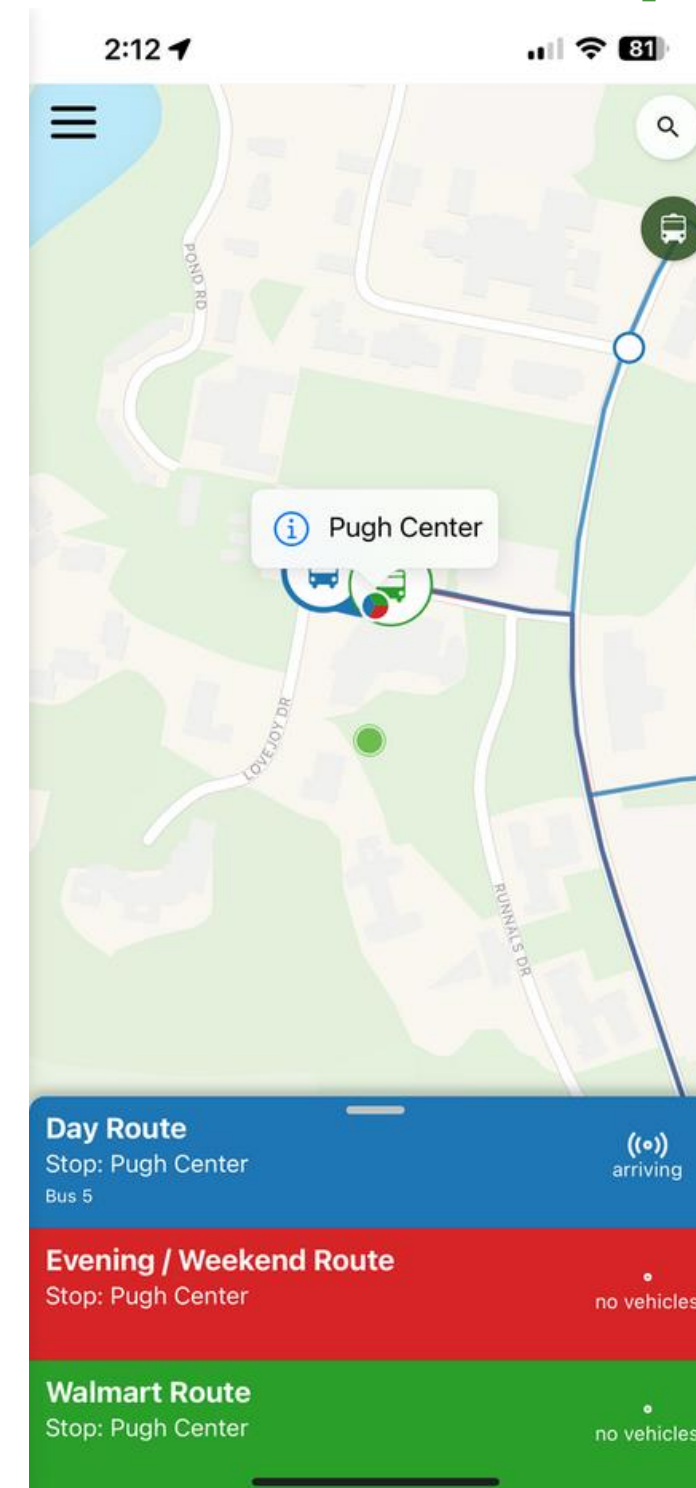 2:12
81
POND RD
Pugh Center
LOVEJOY DR
RUNNALS DR
Day Route
Stop: Pugh Center
Bus 5
arriving
Evening / Weekend Route
Stop: Pugh Center
no vehicles
Walmart Route
Stop: Pugh Center
no vehicles